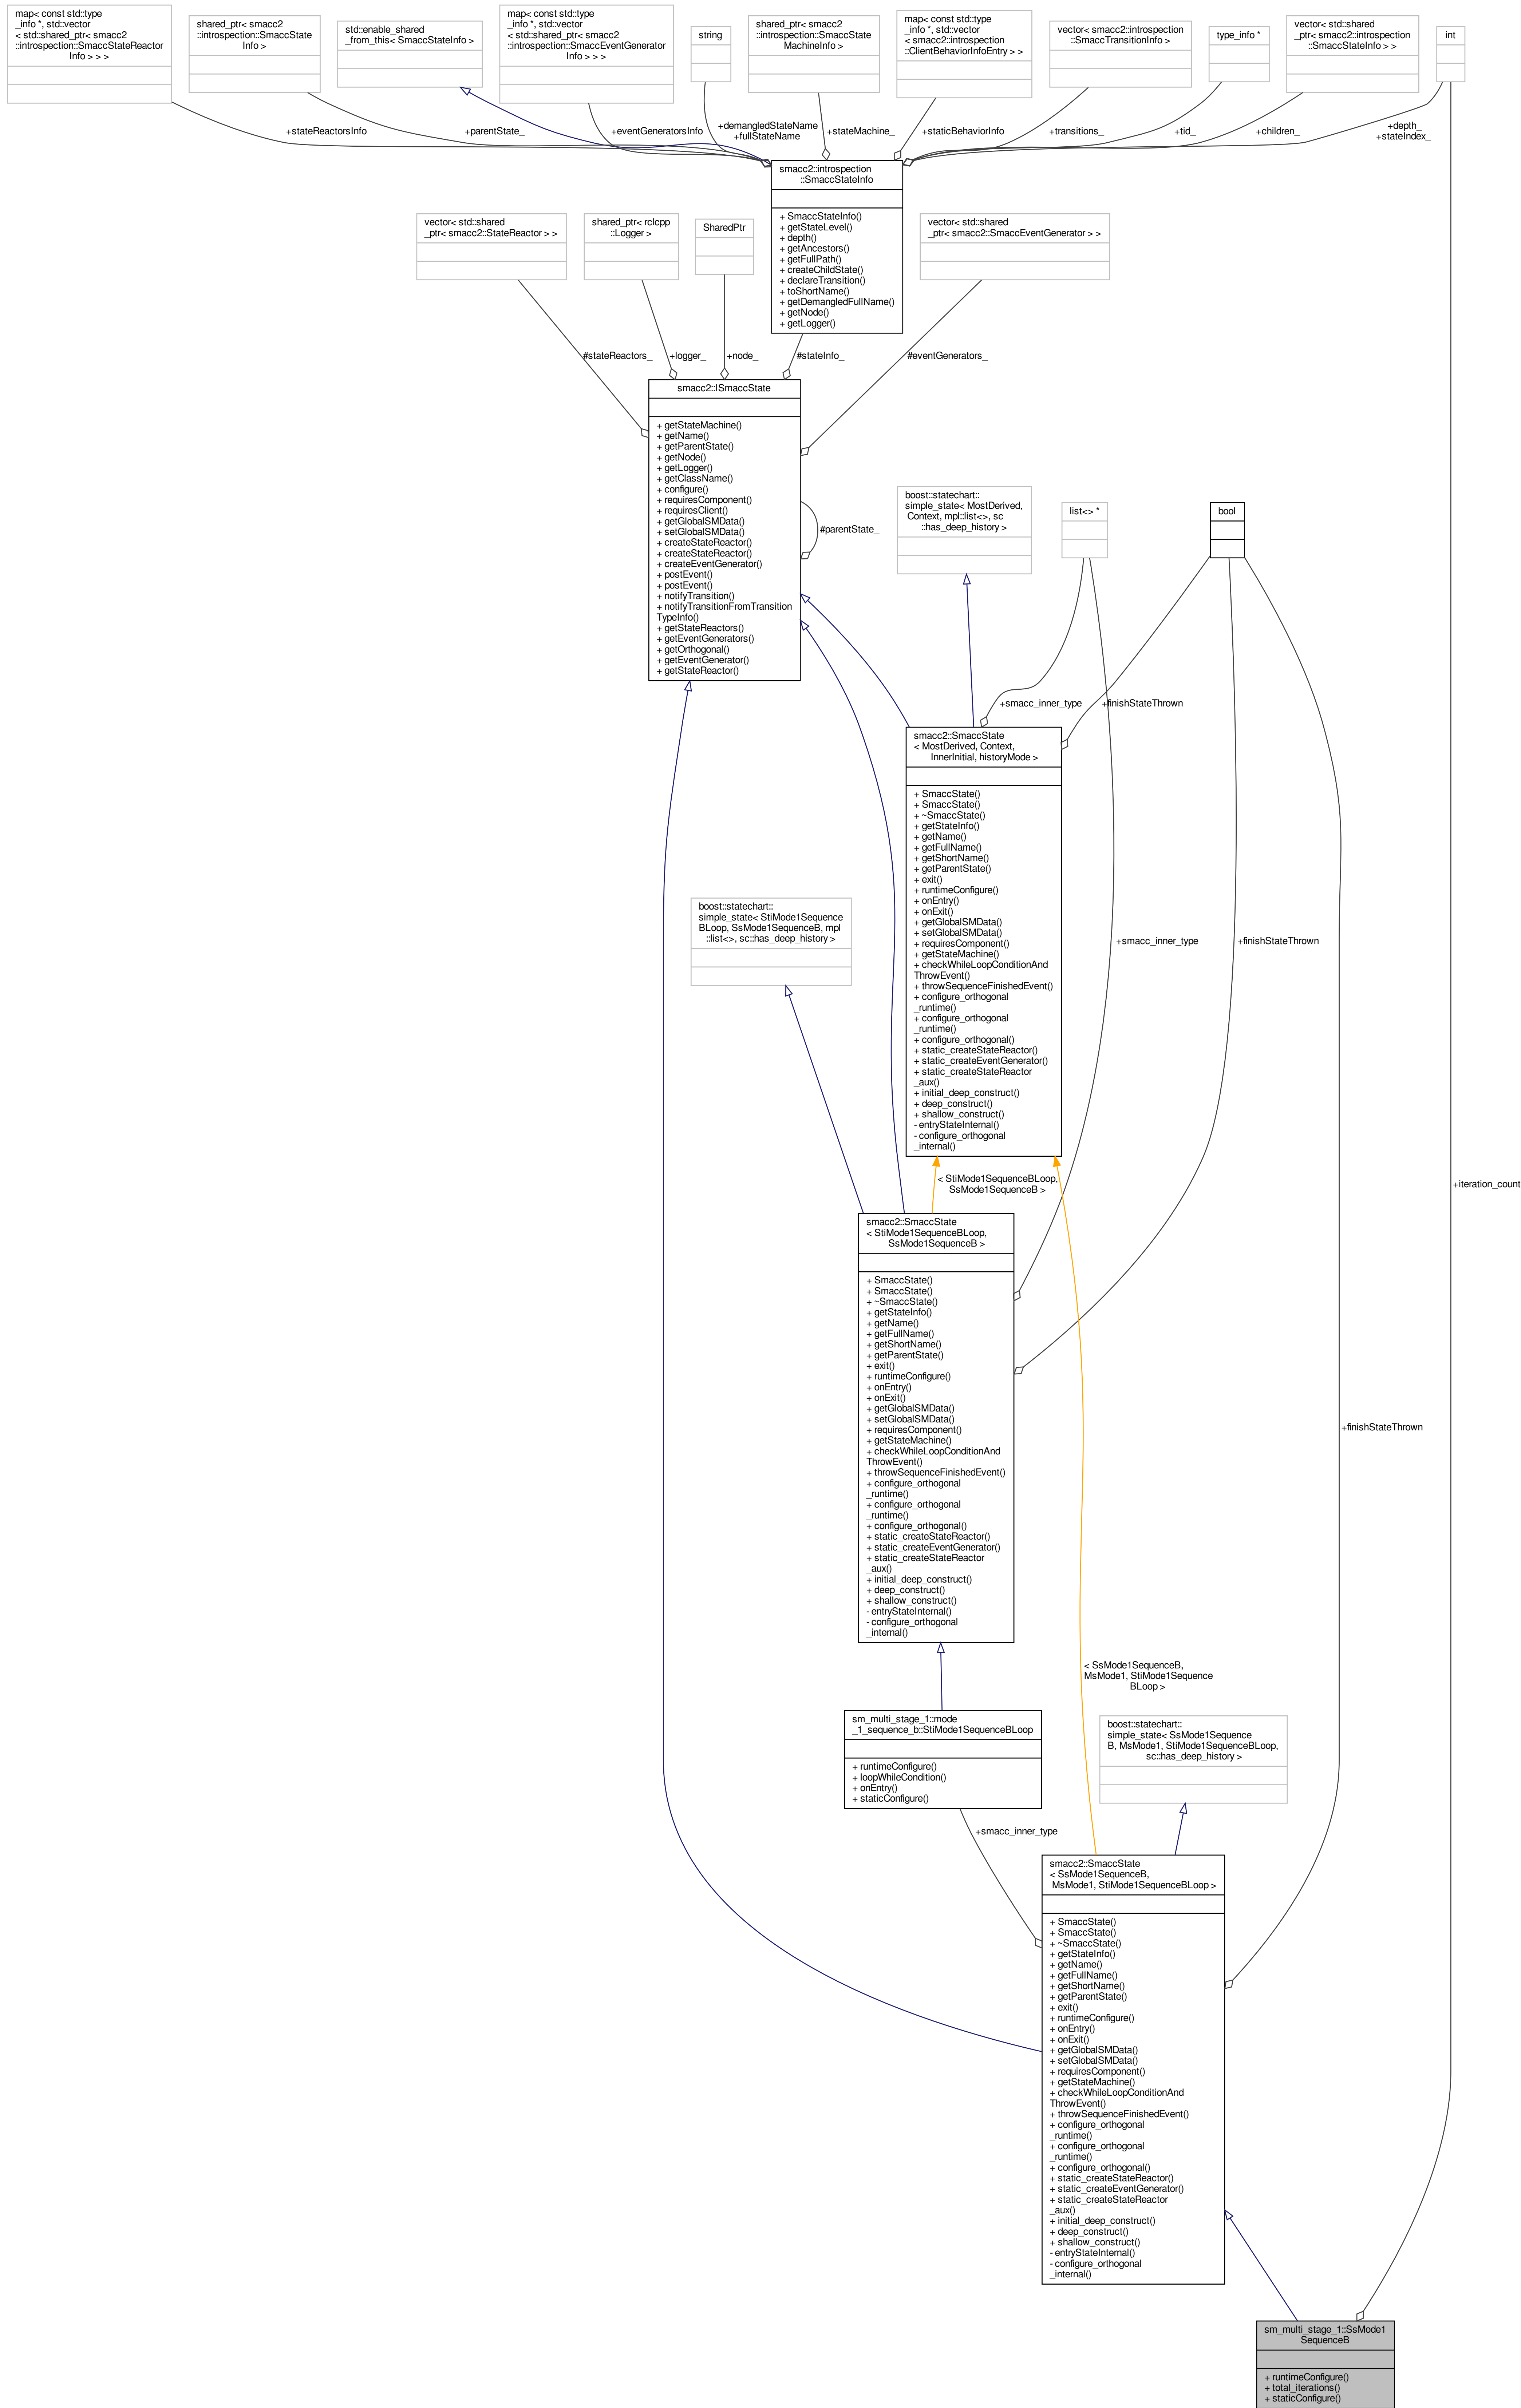 map< const std::type
_info *, std::vector
< std::shared_ptr< smacc2
::introspection::SmaccStateReactor
Info > > >
shared_ptr< smacc2
::introspection::SmaccState
Info >
std::enable_shared
_from_this< SmaccStateInfo >
map< const std::type
_info *, std::vector
< std::shared_ptr< smacc2
::introspection::SmaccEventGenerator
Info > > >
string
shared_ptr< smacc2
::introspection::SmaccState
MachineInfo >
map< const std::type
_info *, std::vector
< smacc2::introspection
::ClientBehaviorInfoEntry > >
vector< smacc2::introspection
::SmaccTransitionInfo >
type_info *
vector< std::shared
_ptr< smacc2::introspection
::SmaccStateInfo > >
int
+stateReactorsInfo
+parentState_
+eventGeneratorsInfo
+demangledStateName
+fullStateName
+stateMachine_
+staticBehaviorInfo
+transitions_
+tid_
+children_
+depth_
+stateIndex_
smacc2::introspection
::SmaccStateInfo
+ SmaccStateInfo()
+ getStateLevel()
+ depth()
+ getAncestors()
+ getFullPath()
+ createChildState()
+ declareTransition()
+ toShortName()
+ getDemangledFullName()
+ getNode()
+ getLogger()
vector< std::shared
_ptr< smacc2::StateReactor > >
shared_ptr< rclcpp
::Logger >
SharedPtr
vector< std::shared
_ptr< smacc2::SmaccEventGenerator > >
#stateReactors_
+logger_
+node_
#stateInfo_
#eventGenerators_
smacc2::ISmaccState
+ getStateMachine()
+ getName()
+ getParentState()
+ getNode()
+ getLogger()
+ getClassName()
+ configure()
+ requiresComponent()
+ requiresClient()
+ getGlobalSMData()
+ setGlobalSMData()
+ createStateReactor()
+ createStateReactor()
+ createEventGenerator()
+ postEvent()
+ postEvent()
+ notifyTransition()
+ notifyTransitionFromTransition
TypeInfo()
+ getStateReactors()
+ getEventGenerators()
+ getOrthogonal()
+ getEventGenerator()
+ getStateReactor()
#parentState_
boost::statechart::
simple_state< MostDerived,
Context, mpl::list<>, sc
::has_deep_history >
list<> *
bool
+smacc_inner_type
+finishStateThrown
smacc2::SmaccState
< MostDerived, Context,
InnerInitial, historyMode >
+ SmaccState()
+ SmaccState()
+ ~SmaccState()
+ getStateInfo()
+ getName()
+ getFullName()
+ getShortName()
+ getParentState()
+ exit()
+ runtimeConfigure()
+ onEntry()
+ onExit()
+ getGlobalSMData()
+ setGlobalSMData()
+ requiresComponent()
+ getStateMachine()
+ checkWhileLoopConditionAnd
ThrowEvent()
+ throwSequenceFinishedEvent()
+ configure_orthogonal
_runtime()
+ configure_orthogonal
_runtime()
+ configure_orthogonal()
+ static_createStateReactor()
+ static_createEventGenerator()
+ static_createStateReactor
_aux()
+ initial_deep_construct()
+ deep_construct()
+ shallow_construct()
- entryStateInternal()
- configure_orthogonal
_internal()
boost::statechart::
simple_state< StiMode1Sequence
BLoop, SsMode1SequenceB, mpl
::list<>, sc::has_deep_history >
+smacc_inner_type
+finishStateThrown
< StiMode1SequenceBLoop,
SsMode1SequenceB >
+iteration_count
smacc2::SmaccState
< StiMode1SequenceBLoop,
SsMode1SequenceB >
+ SmaccState()
+ SmaccState()
+ ~SmaccState()
+ getStateInfo()
+ getName()
+ getFullName()
+ getShortName()
+ getParentState()
+ exit()
+ runtimeConfigure()
+ onEntry()
+ onExit()
+ getGlobalSMData()
+ setGlobalSMData()
+ requiresComponent()
+ getStateMachine()
+ checkWhileLoopConditionAnd
ThrowEvent()
+ throwSequenceFinishedEvent()
+ configure_orthogonal
_runtime()
+ configure_orthogonal
_runtime()
+ configure_orthogonal()
+ static_createStateReactor()
+ static_createEventGenerator()
+ static_createStateReactor
_aux()
+ initial_deep_construct()
+ deep_construct()
+ shallow_construct()
- entryStateInternal()
- configure_orthogonal
_internal()
+finishStateThrown
< SsMode1SequenceB,
MsMode1, StiMode1Sequence
BLoop >
sm_multi_stage_1::mode
_1_sequence_b::StiMode1SequenceBLoop
+ runtimeConfigure()
+ loopWhileCondition()
+ onEntry()
+ staticConfigure()
boost::statechart::
simple_state< SsMode1Sequence
B, MsMode1, StiMode1SequenceBLoop,
sc::has_deep_history >
+smacc_inner_type
smacc2::SmaccState
< SsMode1SequenceB,
MsMode1, StiMode1SequenceBLoop >
+ SmaccState()
+ SmaccState()
+ ~SmaccState()
+ getStateInfo()
+ getName()
+ getFullName()
+ getShortName()
+ getParentState()
+ exit()
+ runtimeConfigure()
+ onEntry()
+ onExit()
+ getGlobalSMData()
+ setGlobalSMData()
+ requiresComponent()
+ getStateMachine()
+ checkWhileLoopConditionAnd
ThrowEvent()
+ throwSequenceFinishedEvent()
+ configure_orthogonal
_runtime()
+ configure_orthogonal
_runtime()
+ configure_orthogonal()
+ static_createStateReactor()
+ static_createEventGenerator()
+ static_createStateReactor
_aux()
+ initial_deep_construct()
+ deep_construct()
+ shallow_construct()
- entryStateInternal()
- configure_orthogonal
_internal()
sm_multi_stage_1::SsMode1
SequenceB
+ runtimeConfigure()
+ total_iterations()
+ staticConfigure()